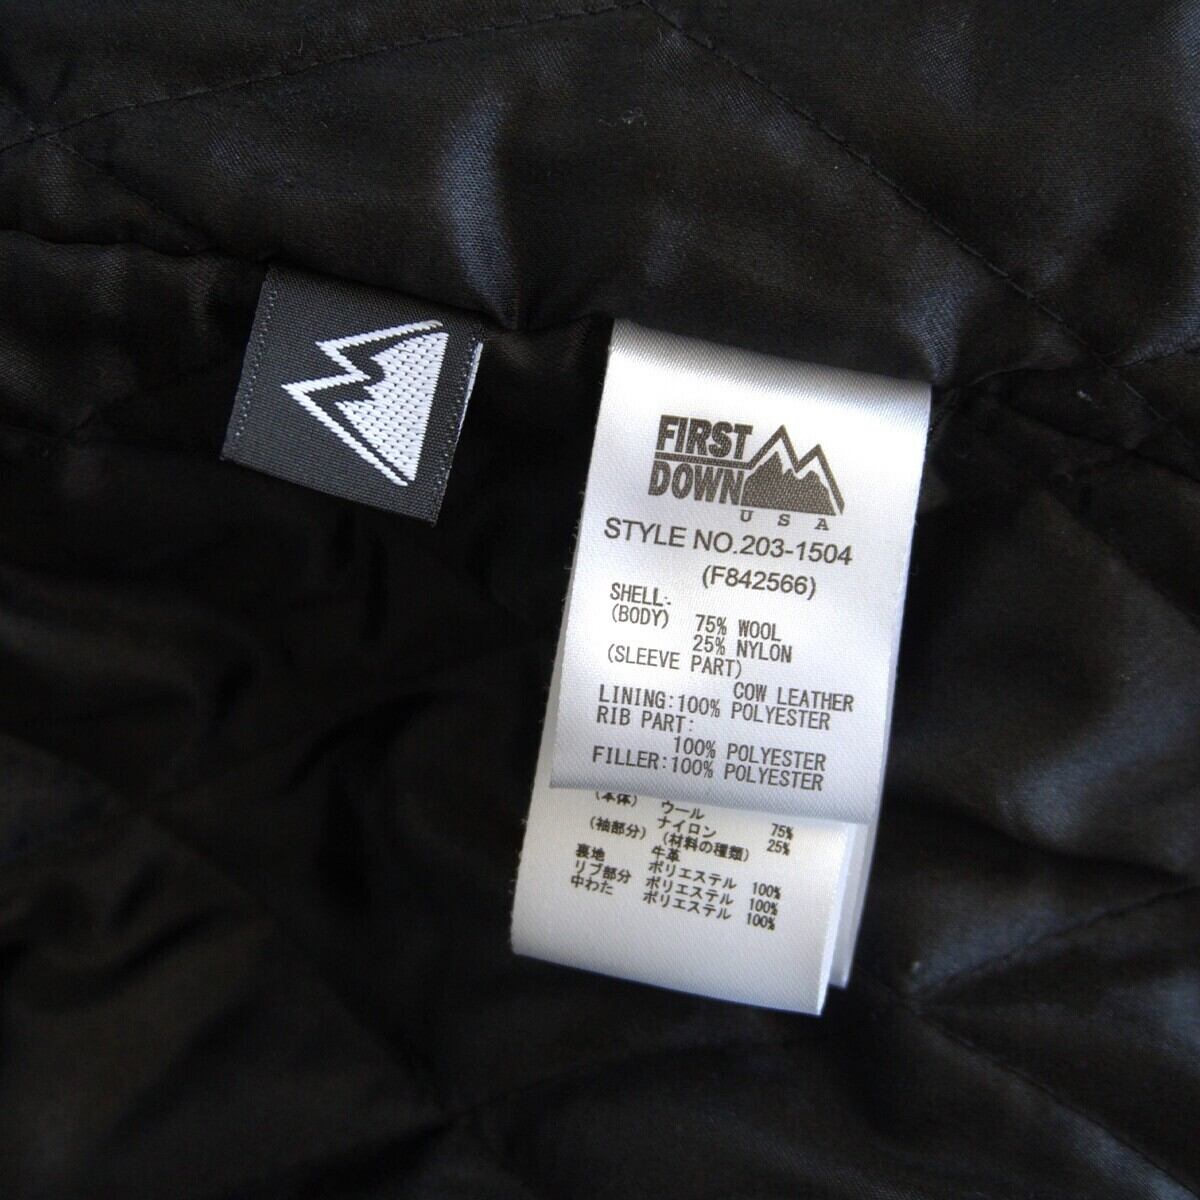 FIRST
DOWN
USA
STYLE NO.203-1504
(F842566)
SHELL:
(BODY) 75% WOOL
25% NYLON
(SLEEVE PART)
COW LEATHER
LINING:100% POLYESTER
RIB PART:
100% POLYESTER
FILLER:100% POLYESTER
(本体) ウール 75%
ナイロン 25%
(袖部分) (材料の種類)
牛革
裏地 ポリエステル 100%
リブ部分 ポリエステル 100%
中わた ポリエステル 100%